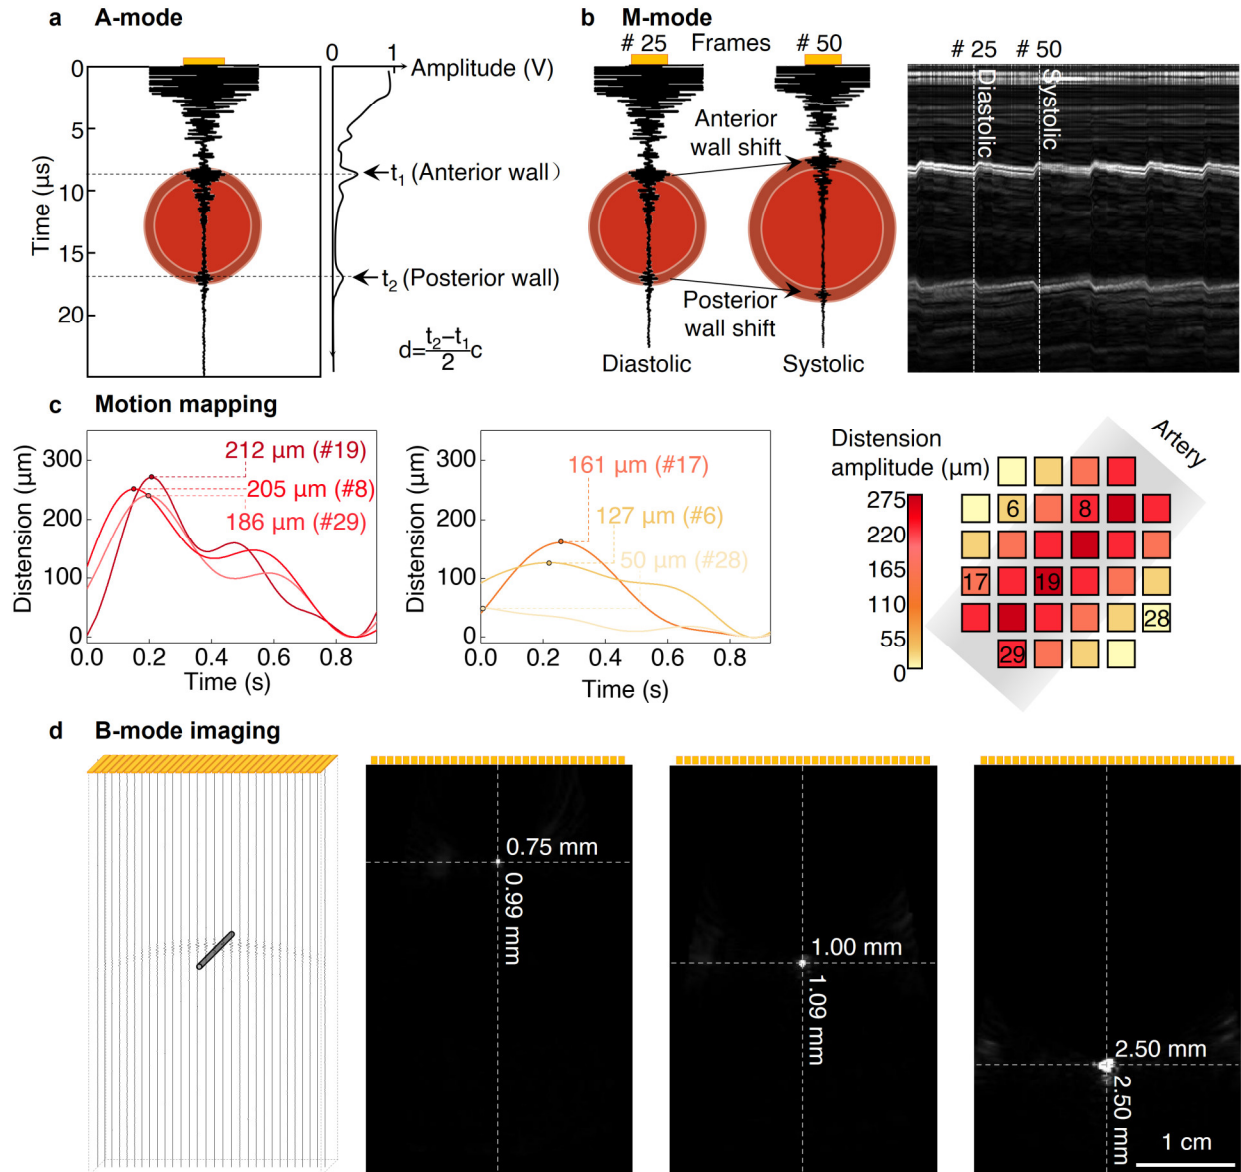 a A-mode
0 1
Amplitude (V)
0
5
10
15
20
Time (µs)
t1 (Anterior wall)
t2 (Posterior wall)
d=t2−t1/2 c
b M-mode
# 25 Frames # 50
Anterior
wall shift
Posterior
wall shift
Diastolic
Systolic
# 25 # 50
Diastolic
Systolic
c Motion mapping
Distension (µm)
300
200
100
0
212 µm (#19)
205 µm (#8)
186 µm (#29)
0.0 0.2 0.4 0.6 0.8
Time (s)
Distension (µm)
300
200
100
0
161 µm (#17)
127 µm (#6)
50 µm (#28)
0.0 0.2 0.4 0.6 0.8
Time (s)
Distension
amplitude (µm)
275
220
165
110
55
0
Artery
6 8
17 19
28
29
d B-mode imaging
0.75 mm
0.99 mm
1.00 mm
1.09 mm
2.50 mm
2.50 mm
1 cm